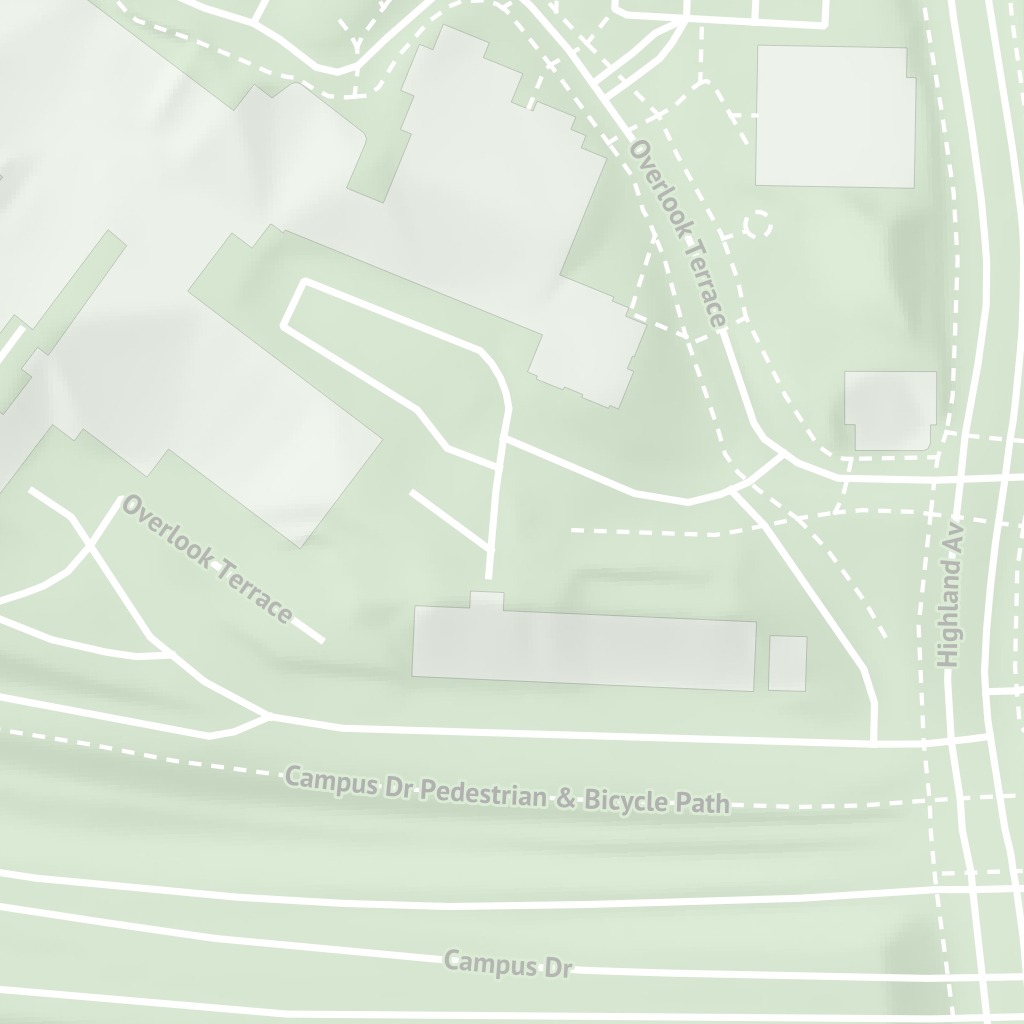 Overlook Terrace
Overlook Terrace
Highland Av
Campus Dr Pedestrian & Bicycle Path
Campus Dr